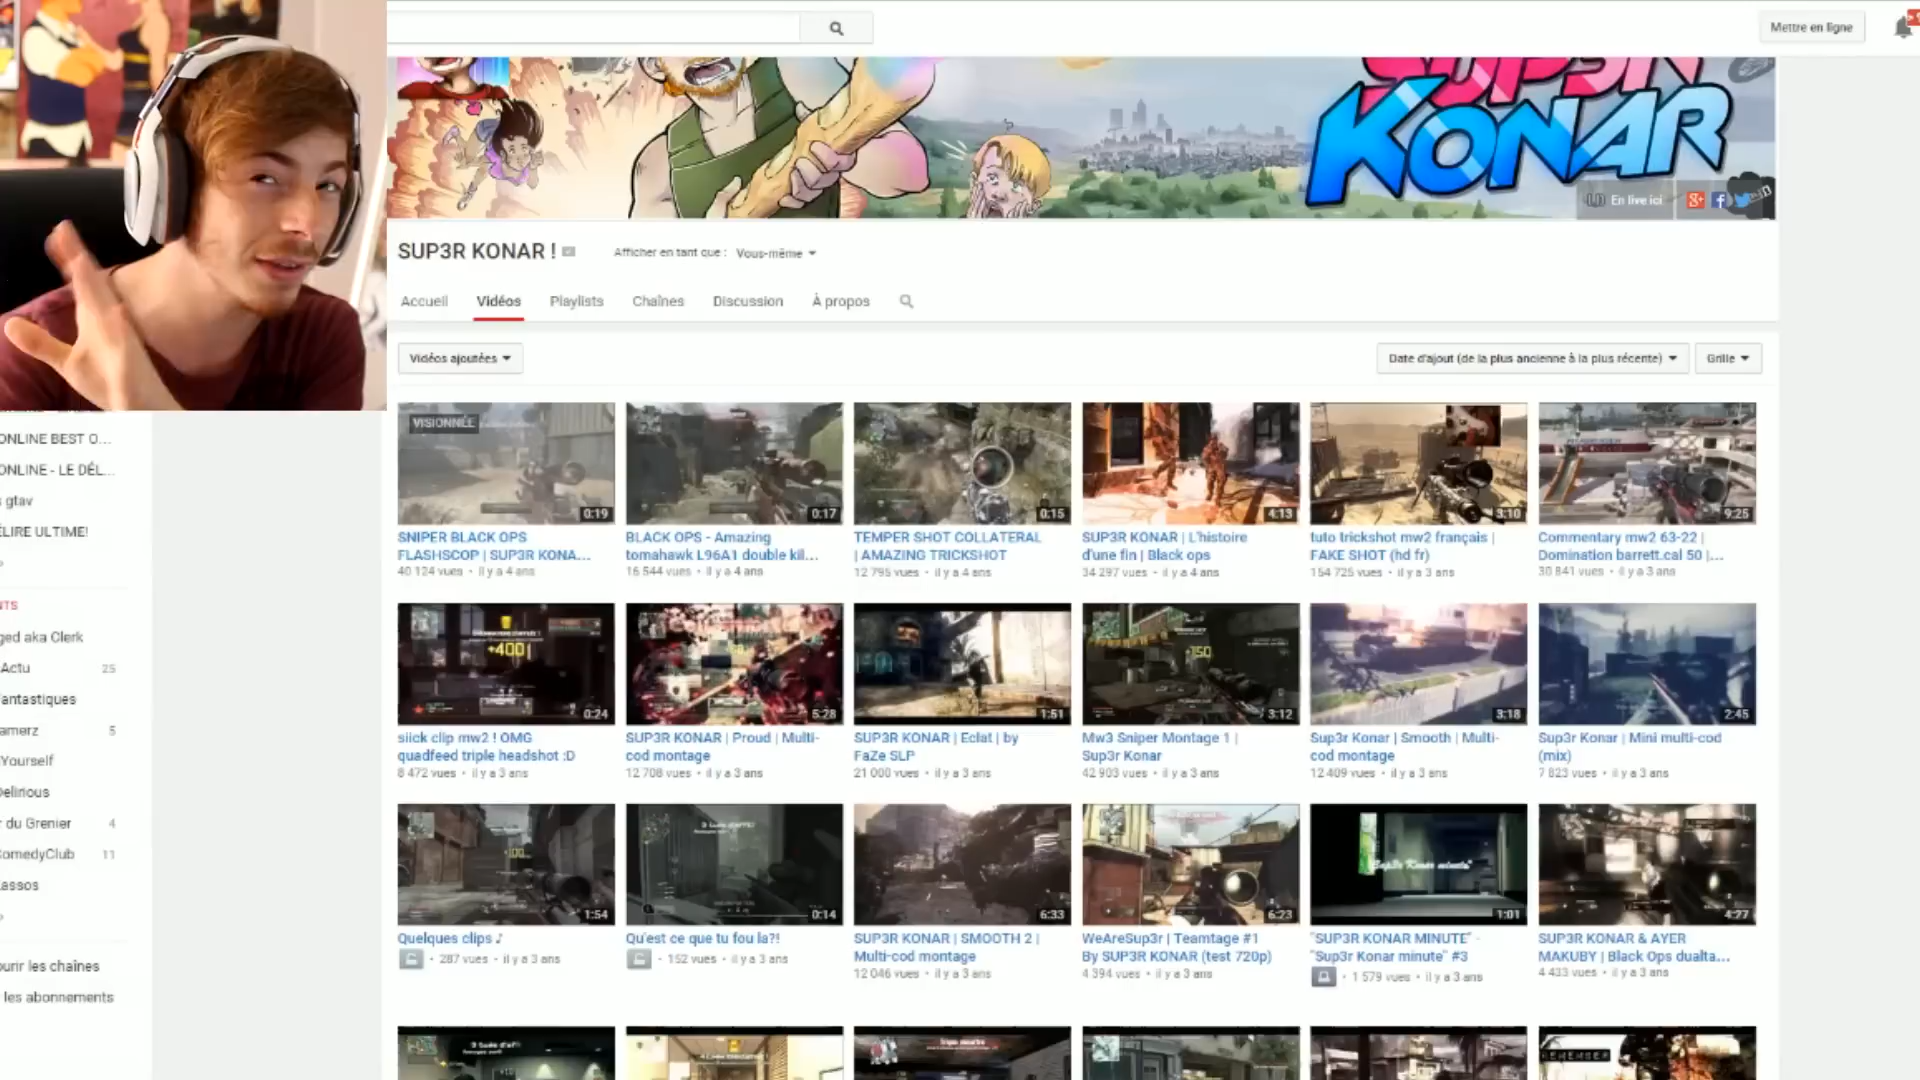 Mettre en ligne
SUP3R
KONAR
En live ici
SUP3R KONAR !
Afficher en tant que : Vous-même
Accueil Vidéos Playlists Chaînes Discussion À propos
Vidéos ajoutées
Date d'ajout (de la plus ancienne à la plus récente)
Grille
ONLINE BEST O...
ONLINE - LE DÉL...
gtav
ÉLIRE ULTIME!
NTS
ged aka Clerk
Actu 25
antastiques
amerz 5
Yourself
Delirious
r du Grenier 4
ComedyClub 11
assos
ourir les chaînes
les abonnements
VISIONNÉE
0:19
0:17
0:15
4:13
3:10
9:25
SNIPER BLACK OPS
FLASHSCOP | SUP3R KONA...
40 124 vues • il y a 4 ans
BLACK OPS - Amazing
tomahawk L96A1 double kil...
16 544 vues • il y a 4 ans
TEMPER SHOT COLLATERAL
| AMAZING TRICKSHOT
12 795 vues • il y a 4 ans
SUP3R KONAR | L'histoire
d'une fin | Black ops
34 297 vues • il y a 4 ans
tuto trickshot mw2 français |
FAKE SHOT (hd fr)
154 725 vues • il y a 3 ans
Commentary mw2 63-22 |
Domination barrett.cal 50 |...
30 841 vues • il y a 3 ans
+400
0:24
5:28
1:51
+150
3:12
3:18
2:45
siick clip mw2 ! OMG
quadfeed triple headshot :D
8 472 vues • il y a 3 ans
SUP3R KONAR | Proud | Multi-
cod montage
12 708 vues • il y a 3 ans
SUP3R KONAR | Eclat | by
FaZe SLP
21 000 vues • il y a 3 ans
Mw3 Sniper Montage 1 |
Sup3r Konar
42 903 vues • il y a 3 ans
Sup3r Konar | Smooth | Multi-
cod montage
12 409 vues • il y a 3 ans
Sup3r Konar | Mini multi-cod
(mix)
7 823 vues • il y a 3 ans
1:54
0:14
6:33
6:23
Sup3r Konar minute"
1:01
4:27
Quelques clips ♪
287 vues • il y a 3 ans
Qu'est ce que tu fou la?!
152 vues • il y a 3 ans
SUP3R KONAR | SMOOTH 2 |
Multi-cod montage
12 046 vues • il y a 3 ans
WeAreSup3r | Teamtage #1
By SUP3R KONAR (test 720p)
4 394 vues • il y a 3 ans
"SUP3R KONAR MINUTE" -
"Sup3r Konar minute" #3
1 579 vues • il y a 3 ans
SUP3R KONAR & AYER
MAKUBY | Black Ops dualta...
4 433 vues • il y a 3 ans